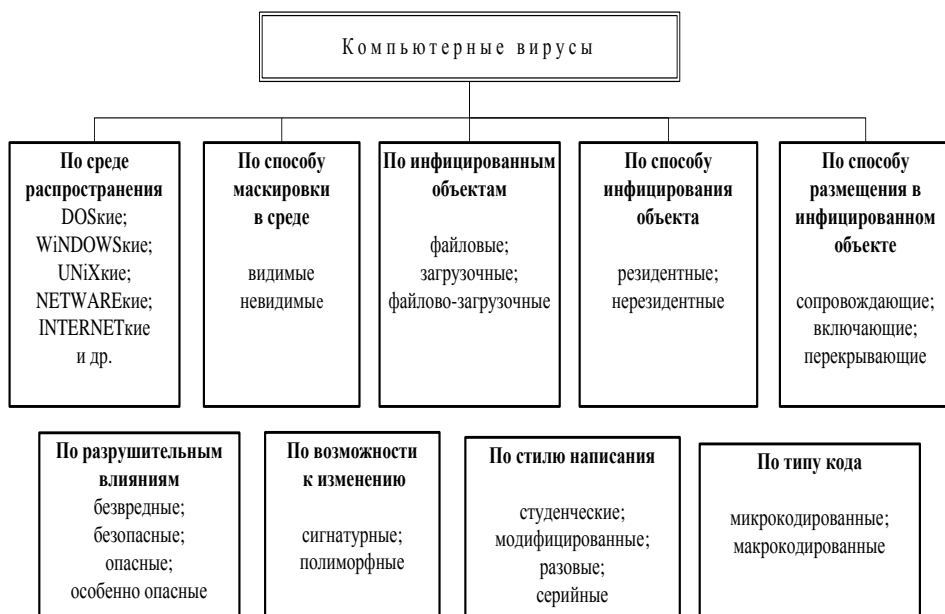 Компьютерные вирусы
По среде
распространения
DOSкие;
WiNDOWSкие;
UNiXкие;
NETWAREкие;
INTERNETкие
и др.
По способу
маскировки
в среде
видимые
невидимые
По инфицированным
объектам
файловые;
загрузочные;
файлово-загрузочные
По способу
инфицирования
объекта
резидентные;
нерезидентные
По способу
размещения в
инфицированном
объекте
сопровождающие;
включающие;
перекрывающие
По разрушительным
влияниям
безвредные;
безопасные;
опасные;
особенно опасные
По возможности
к изменению
сигнатурные;
полиморфные
По стилю написания
студенческие;
модифицированные;
разовые;
серийные
По типу кода
микрокодированные;
макрокодированные